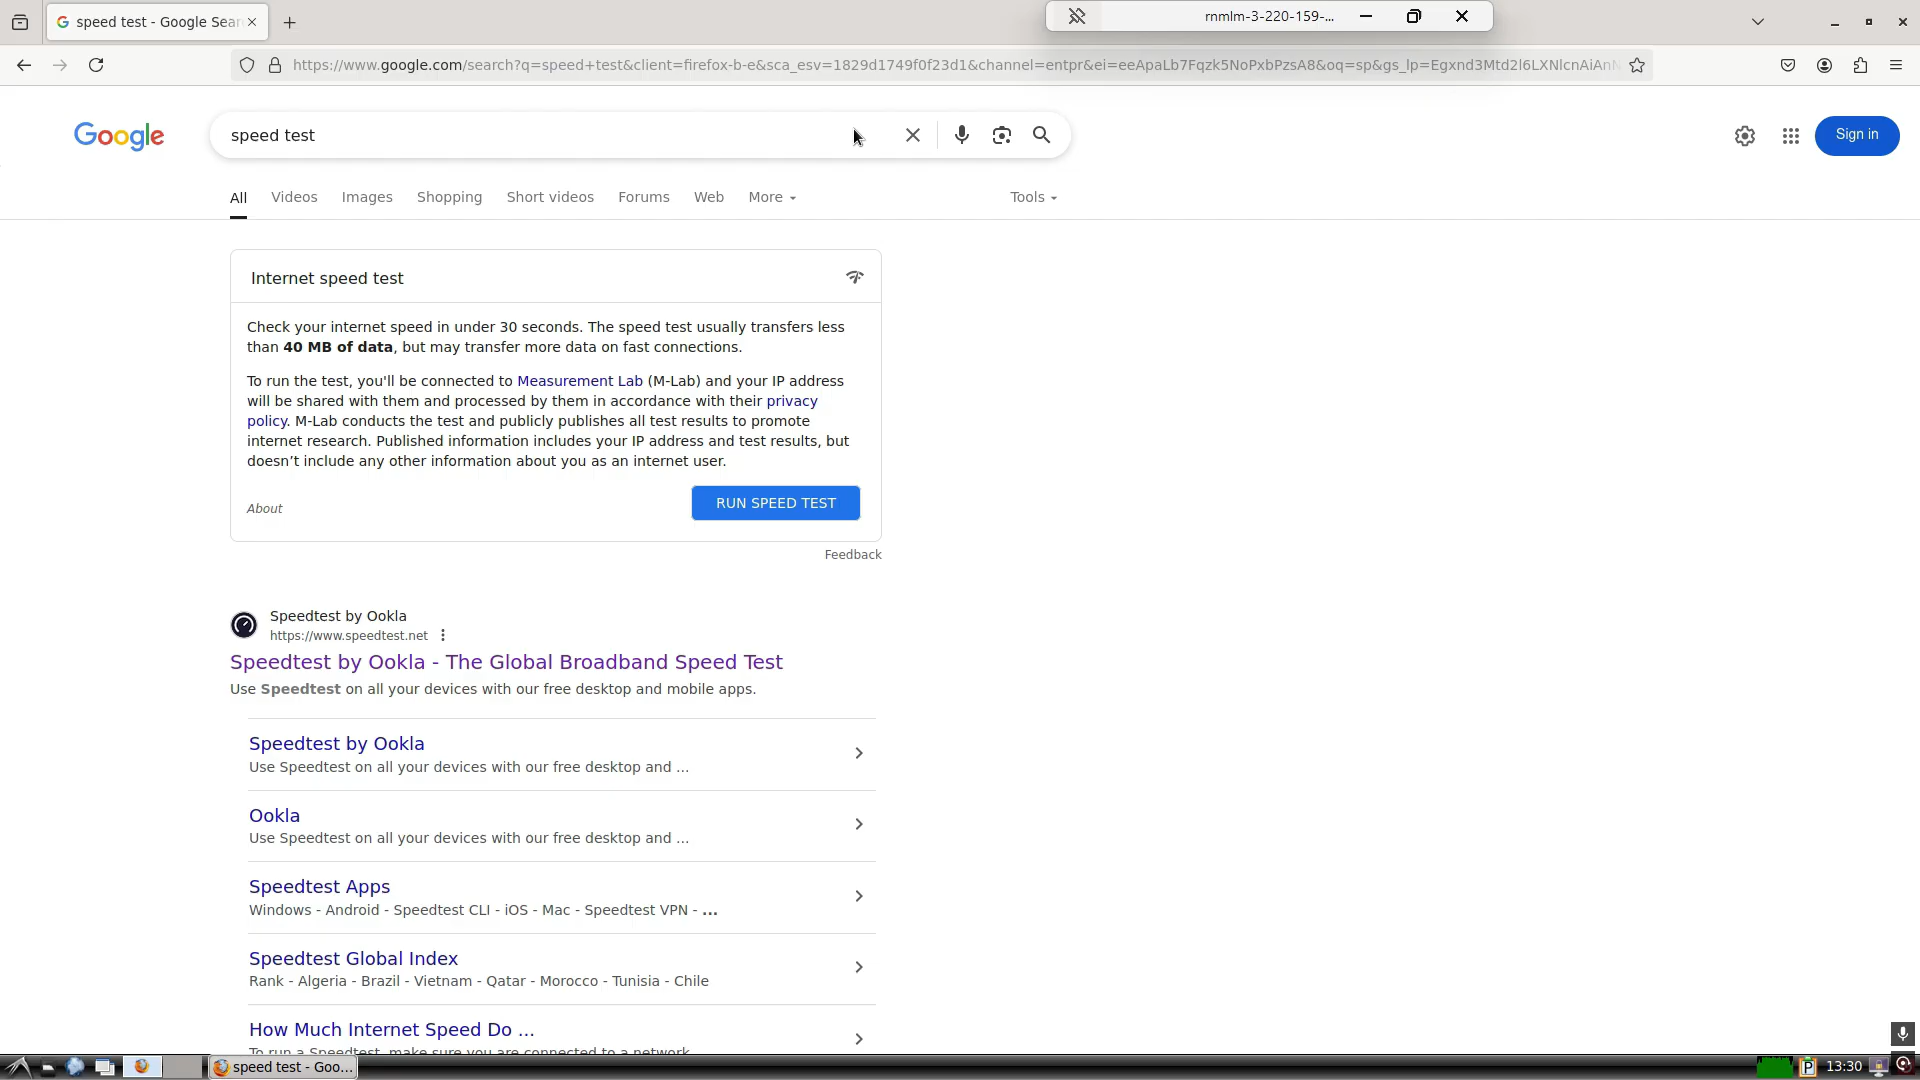 speed test - Google Sear
rnmlm-3-220-159-...
https://www.google.com/search?q=speed+test&client=firefox-b-e&sca_esv=1829d1749f0f23d1&channel=entpr&ei=eeApaLb7Fqzk5NoPxbPzsA8&oq=sp&gs_lp=Egxnd3Mtd2l6LXNlcnAiAnN
Google
speed test
Sign in
All
Videos
Images
Shopping
Short videos
Forums
Web
More
Tools
Internet speed test
Check your internet speed in under 30 seconds. The speed test usually transfers less
than 40 MB of data, but may transfer more data on fast connections.
To run the test, you'll be connected to Measurement Lab (M-Lab) and your IP address
will be shared with them and processed by them in accordance with their privacy
policy. M-Lab conducts the test and publicly publishes all test results to promote
internet research. Published information includes your IP address and test results, but
doesn’t include any other information about you as an internet user.
About
RUN SPEED TEST
Feedback
Speedtest by Ookla
https://www.speedtest.net
Speedtest by Ookla - The Global Broadband Speed Test
Use Speedtest on all your devices with our free desktop and mobile apps.
Speedtest by Ookla
Use Speedtest on all your devices with our free desktop and ...
Ookla
Use Speedtest on all your devices with our free desktop and ...
Speedtest Apps
Windows - Android - Speedtest CLI - iOS - Mac - Speedtest VPN - ...
Speedtest Global Index
Rank - Algeria - Brazil - Vietnam - Qatar - Morocco - Tunisia - Chile
How Much Internet Speed Do ...
To run a Speedtest, make sure you are connected to a network
speed test - Goo...
13:30